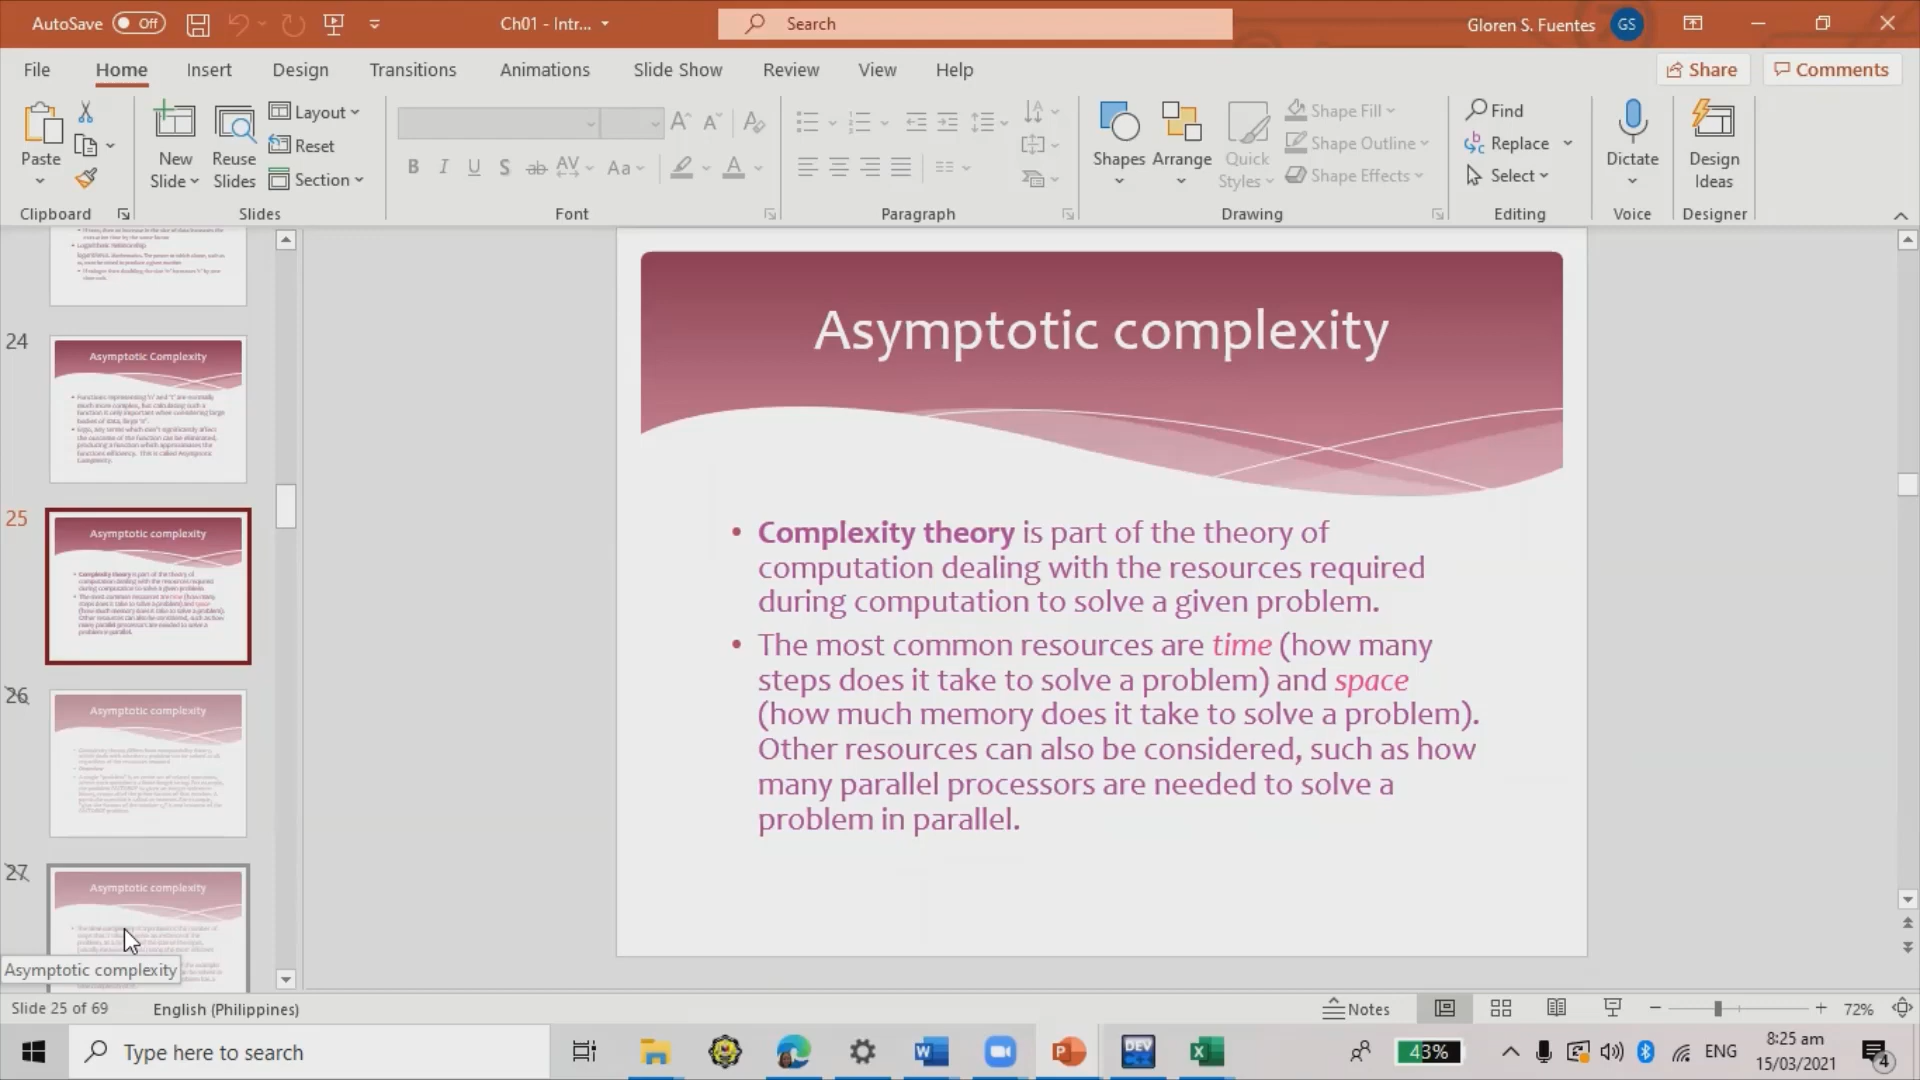 AutoSave Off Ch01 - Intr... Search Gloren S. Fuentes GS
File Home Insert Design Transitions Animations Slide Show Review View Help Share Comments
Paste
New Slide
Reuse Slides
Layout
Reset
Section
B I U S ab AV Aa A
Shapes
Arrange
Quick Styles
Shape Fill
Shape Outline
Shape Effects
Find
Replace
Select
Dictate
Design Ideas
Clipboard Slides Font Paragraph Drawing Editing Voice Designer
24
Asymptotic Complexity
25
Asymptotic complexity
26
Asymptotic complexity
27
Asymptotic complexity
Asymptotic complexity
Asymptotic complexity
• Complexity theory is part of the theory of
computation dealing with the resources required
during computation to solve a given problem.
• The most common resources are time (how many
steps does it take to solve a problem) and space
(how much memory does it take to solve a problem).
Other resources can also be considered, such as how
many parallel processors are needed to solve a
problem in parallel.
Slide 25 of 69 English (Philippines) Notes 72%
Type here to search 43% ENG 8:25 am
15/03/2021
4